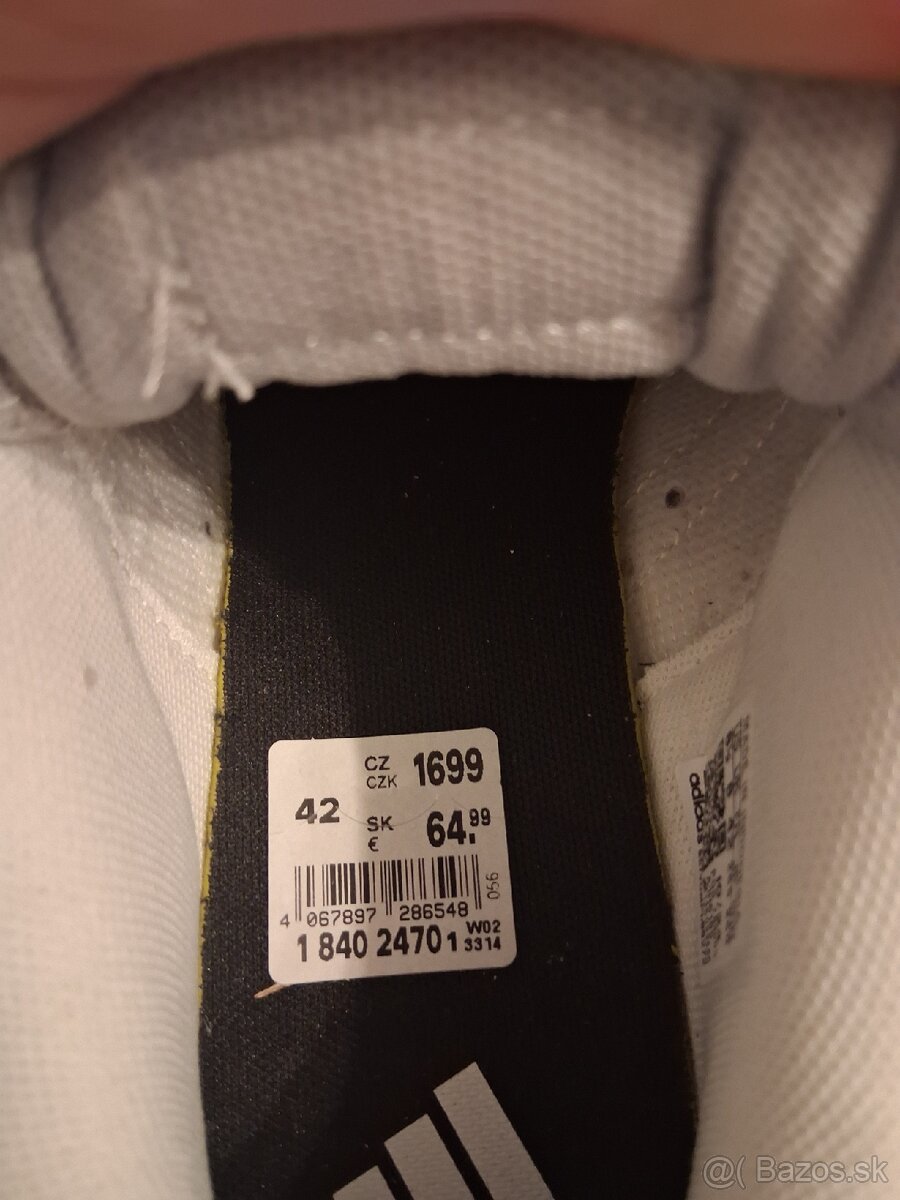 CZ
CZK 1699
42
SK
€ 64.99
056
4 067897 286548
1 840 2470 1 W02
3314
adidas
@( Bazos.sk